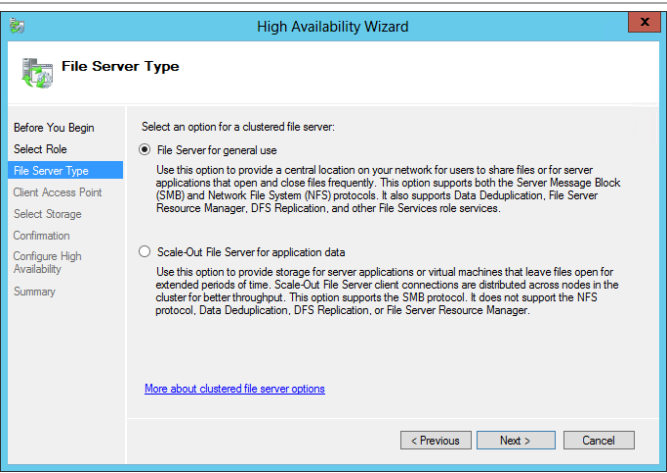 High Availability Wizard
x
File Server Type
Before You Begin
Select Role
File Server Type
Client Access Point
Select Storage
Confirmation
Configure High
Availability
Summary
Select an option for a clustered file server:
File Server for general use
Use this option to provide a central location on your network for users to share files or for server
applications that open and close files frequently. This option supports both the Server Message Block
(SMB) and Network File System (NFS) protocols. It also supports Data Deduplication, File Server
Resource Manager, DFS Replication, and other File Services role services.
Scale-Out File Server for application data
Use this option to provide storage for server applications or virtual machines that leave files open for
extended periods of time. Scale-Out File Server client connections are distributed across nodes in the
cluster for better throughput. This option supports the SMB protocol. It does not support the NFS
protocol, Data Deduplication, DFS Replication, or File Server Resource Manager.
More about clustered file server options
< Previous
Next >
Cancel